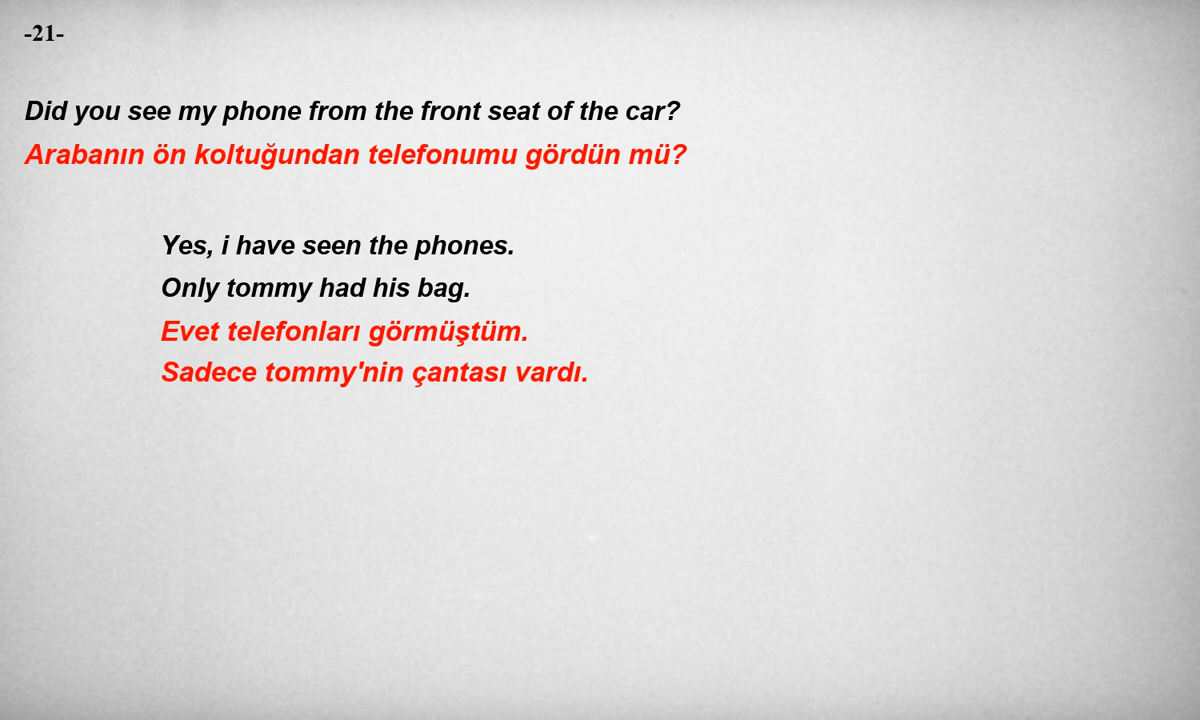 -21-
Did you see my phone from the front seat of the car?
Arabanın ön koltuğundan telefonumu gördün mü?
Yes, i have seen the phones.
Only tommy had his bag.
Evet telefonları görmüştüm.
Sadece tommy'nin çantası vardı.